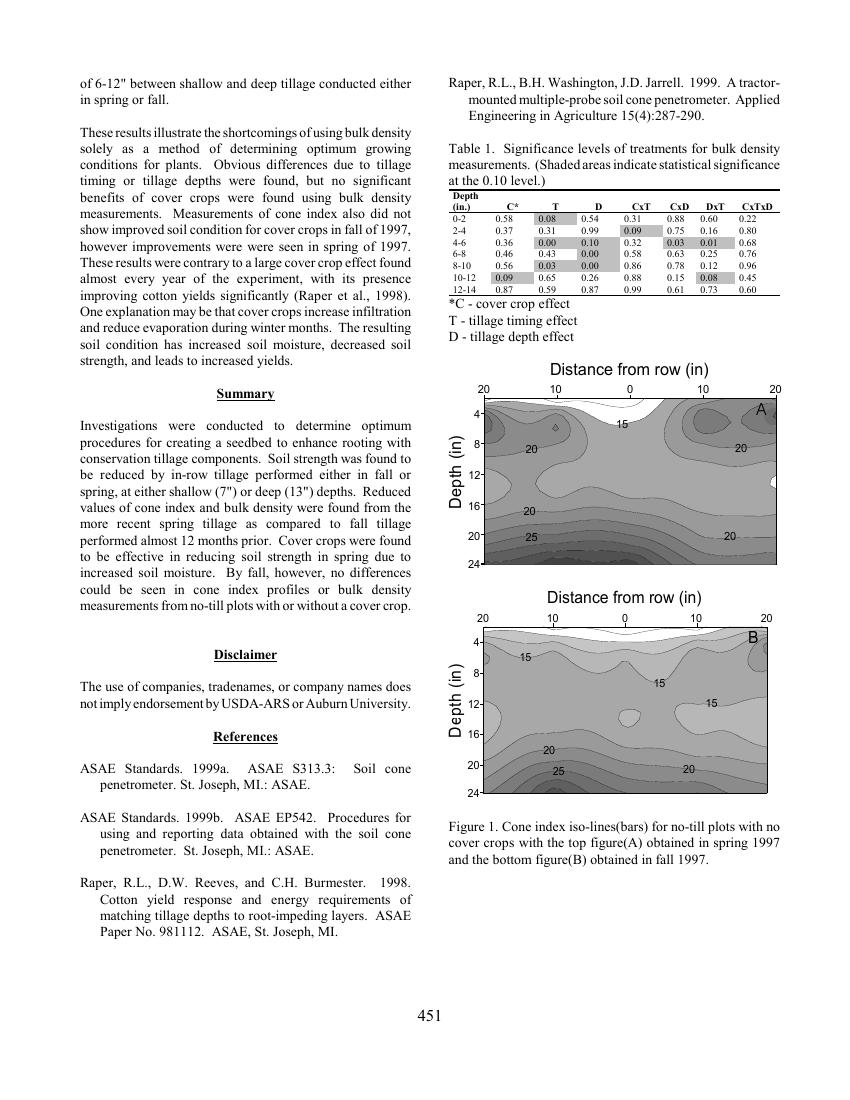 of 6-12" between shallow and deep tillage conducted either
in spring or fall.
These results illustrate the shortcomings of using bulk density
solely as a method of determining optimum growing
conditions for plants. Obvious differences due to tillage
timing or tillage depths were found, but no significant
benefits of cover crops were found using bulk density
measurements. Measurements of cone index also did not
show improved soil condition for cover crops in fall of 1997,
however improvements were were seen in spring of 1997.
These results were contrary to a large cover crop effect found
almost every year of the experiment, with its presence
improving cotton yields significantly (Raper et al., 1998).
One explanation may be that cover crops increase infiltration
and reduce evaporation during winter months. The resulting
soil condition has increased soil moisture, decreased soil
strength, and leads to increased yields.
Summary
Investigations were conducted to determine optimum
procedures for creating a seedbed to enhance rooting with
conservation tillage components. Soil strength was found to
be reduced by in-row tillage performed either in fall or
spring, at either shallow (7") or deep (13") depths. Reduced
values of cone index and bulk density were found from the
more recent spring tillage as compared to fall tillage
performed almost 12 months prior. Cover crops were found
to be effective in reducing soil strength in spring due to
increased soil moisture. By fall, however, no differences
could be seen in cone index profiles or bulk density
measurements from no-till plots with or without a cover crop.
Disclaimer
The use of companies, tradenames, or company names does
not imply endorsement by USDA-ARS or Auburn University.
References
ASAE Standards. 1999a. ASAE S313.3: Soil cone
penetrometer. St. Joseph, MI.: ASAE.
ASAE Standards. 1999b. ASAE EP542. Procedures for
using and reporting data obtained with the soil cone
penetrometer. St. Joseph, MI.: ASAE.
Raper, R.L., D.W. Reeves, and C.H. Burmester. 1998.
Cotton yield response and energy requirements of
matching tillage depths to root-impeding layers. ASAE
Paper No. 981112. ASAE, St. Joseph, MI.
Raper, R.L., B.H. Washington, J.D. Jarrell. 1999. A tractor-
mounted multiple-probe soil cone penetrometer. Applied
Engineering in Agriculture 15(4):287-290.
Table 1. Significance levels of treatments for bulk density
measurements. (Shaded areas indicate statistical significance
at the 0.10 level.)
Depth
(in.) C* T D CxT CxD DxT CxTxD
0-2 0.58 0.08 0.54 0.31 0.88 0.60 0.22
2-4 0.37 0.31 0.99 0.09 0.75 0.16 0.80
4-6 0.36 0.00 0.10 0.32 0.03 0.01 0.68
6-8 0.46 0.43 0.00 0.58 0.63 0.25 0.76
8-10 0.56 0.03 0.00 0.86 0.78 0.12 0.96
10-12 0.09 0.65 0.26 0.88 0.15 0.08 0.45
12-14 0.87 0.59 0.87 0.99 0.61 0.73 0.60
*C - cover crop effect
T - tillage timing effect
D - tillage depth effect
Distance from row (in)
20 10 0 10 20
A
Depth (in)
4
8
12
16
20
24
15
20 20
20
25 20
Distance from row (in)
20 10 0 10 20
B
Depth (in)
4
8
12
16
20
24
15
15
15
20
25 20
Figure 1. Cone index iso-lines(bars) for no-till plots with no
cover crops with the top figure(A) obtained in spring 1997
and the bottom figure(B) obtained in fall 1997.
451